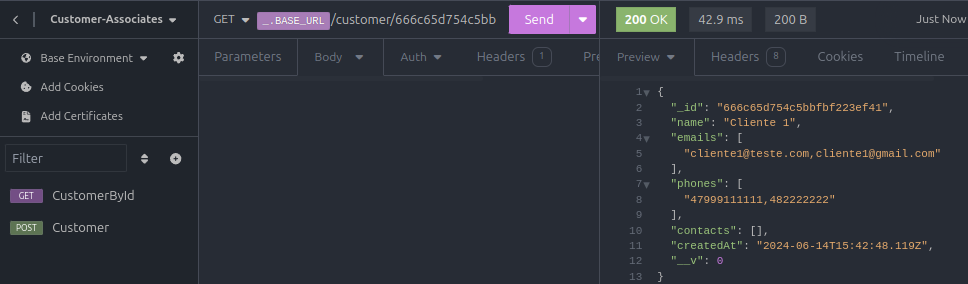 Customer-Associates
Base Environment
Add Cookies
Add Certificates
Filter
GET CustomerById
POST Customer
GET _.BASE_URL/customer/666c65d754c5bb Send
Parameters Body Auth Headers 1 Pre
200 OK 42.9 ms 200 B Just Now
Preview Headers 8 Cookies Timeline
1 {
2 "_id": "666c65d754c5bbfbf223ef41",
3 "name": "Cliente 1",
4 "emails": [
5 "cliente1@teste.com,cliente1@gmail.com"
6 ],
7 "phones": [
8 "47999111111,482222222"
9 ],
10 "contacts": [],
11 "createdAt": "2024-06-14T15:42:48.119Z",
12 "__v": 0
13 }